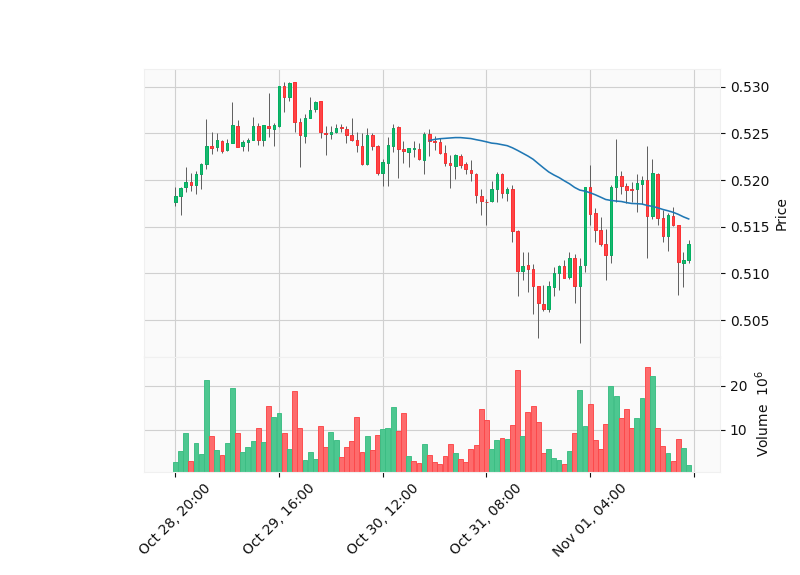 0.530
0.525
0.520
0.515
0.510
0.505
Price
20
10
Volume 10^6
Oct 28, 20:00
Oct 29, 16:00
Oct 30, 12:00
Oct 31, 08:00
Nov 01, 04:00